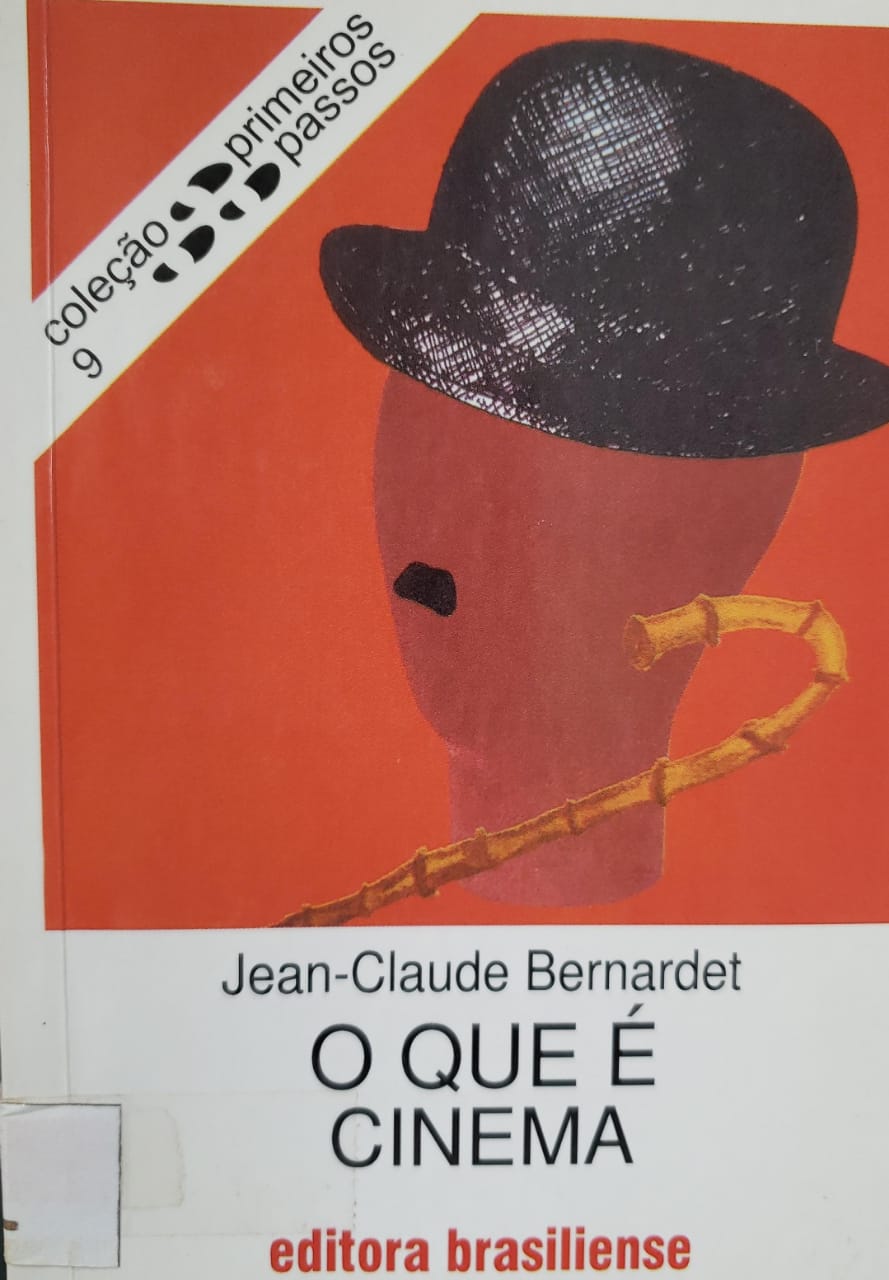 coleção primeiros
9 passos
Jean-Claude Bernardet
O QUE É
CINEMA
editora brasiliense